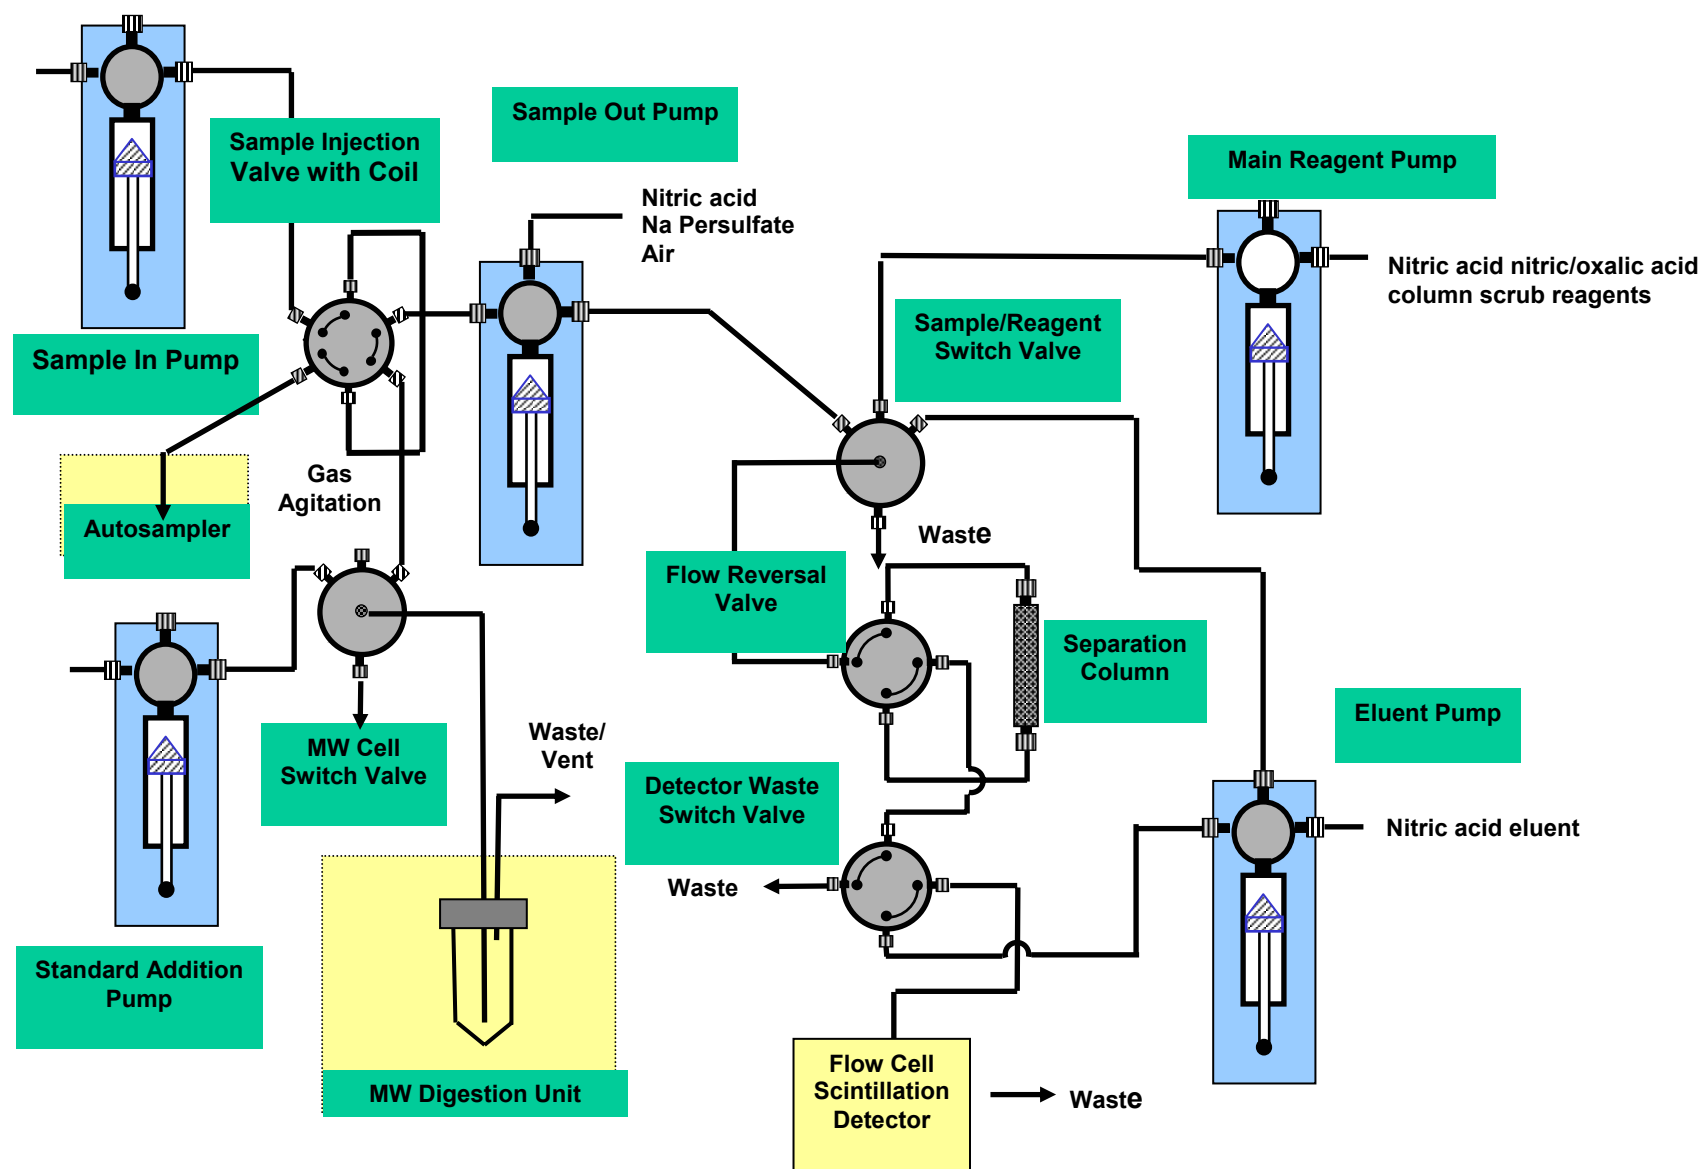 Sample Out Pump
Sample Injection
Valve with Coil
Main Reagent Pump
Nitric acid
Na Persulfate
Air
Nitric acid nitric/oxalic acid
column scrub reagents
Sample/Reagent
Switch Valve
Sample In Pump
Gas
Agitation
Autosampler
Waste
Flow Reversal
Valve
Separation
Column
Eluent Pump
MW Cell
Switch Valve
Waste/
Vent
Detector Waste
Switch Valve
Nitric acid eluent
Waste
Standard Addition
Pump
MW Digestion Unit
Flow Cell
Scintillation
Detector
Waste